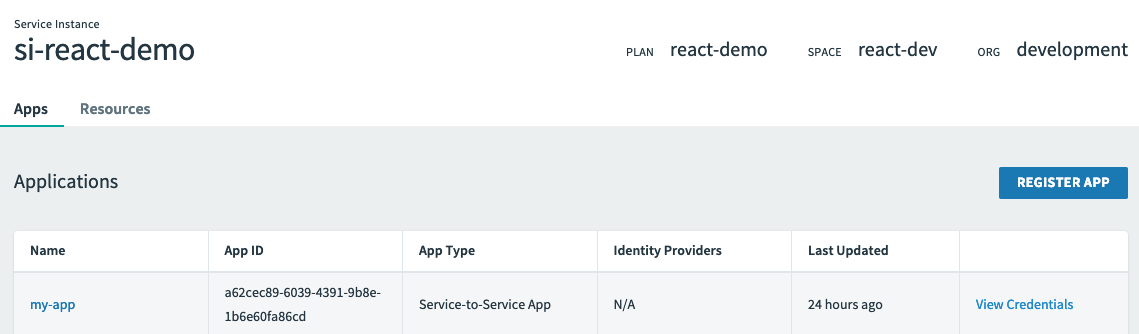 Service Instance
si-react-demo
PLAN react-demo SPACE react-dev ORG development
Apps Resources
Applications
REGISTER APP
Name App ID App Type Identity Providers Last Updated
my-app a62cec89-6039-4391-9b8e-
1b6e60fa86cd Service-to-Service App N/A 24 hours ago View Credentials